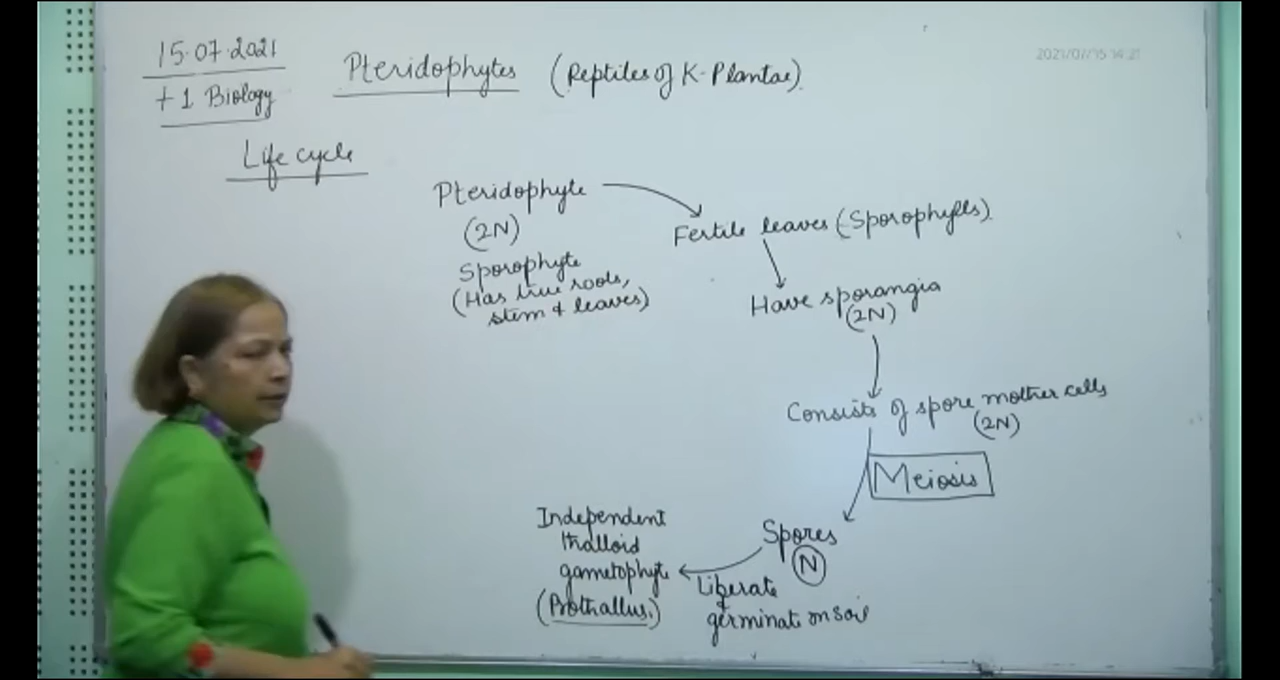 15.07.2021
+1 Biology
Pteridophytes (Reptiles of K-Plantae)
2021/07/15 14:21
Life cycle
Pteridophyte
(2N)
Sporophyte
(Has true roots,
stem & leaves)
Fertile leaves (Sporophylls)
Have sporangia
(2N)
Consists of spore mother cells
(2N)
Meiosis
Spores
N
Liberate
&
germinate on soil
Independent
thalloid
gametophyte
(Prothallus.)